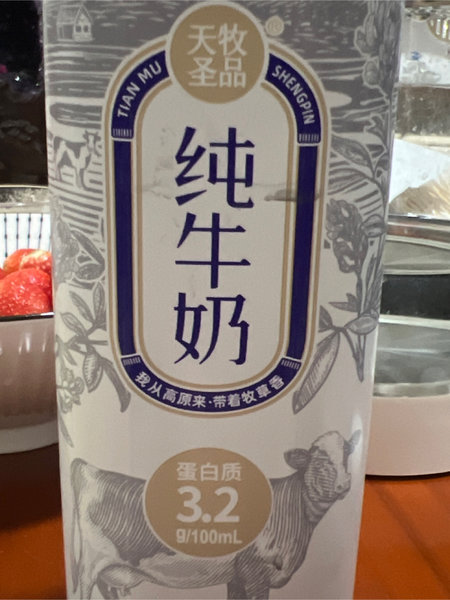 天牧
圣品
TIAN MU
SHENGPIN
®
纯牛奶
我从高原来·带着牧草香
蛋白质
3.2
g/100mL